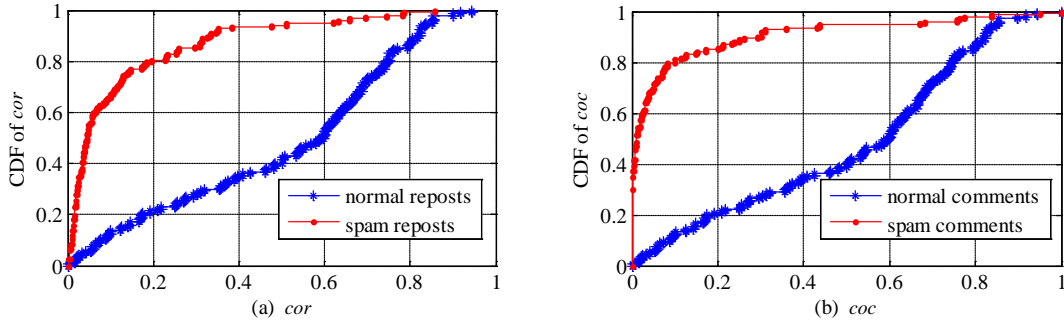 1
0.8
0.6
0.4
0.2
0
CDF of cor
normal reposts
spam reposts
0 0.2 0.4 0.6 0.8 1
(a) cor
1
0.8
0.6
0.4
0.2
0
CDF of coc
normal comments
spam comments
0 0.2 0.4 0.6 0.8 1
(b) coc